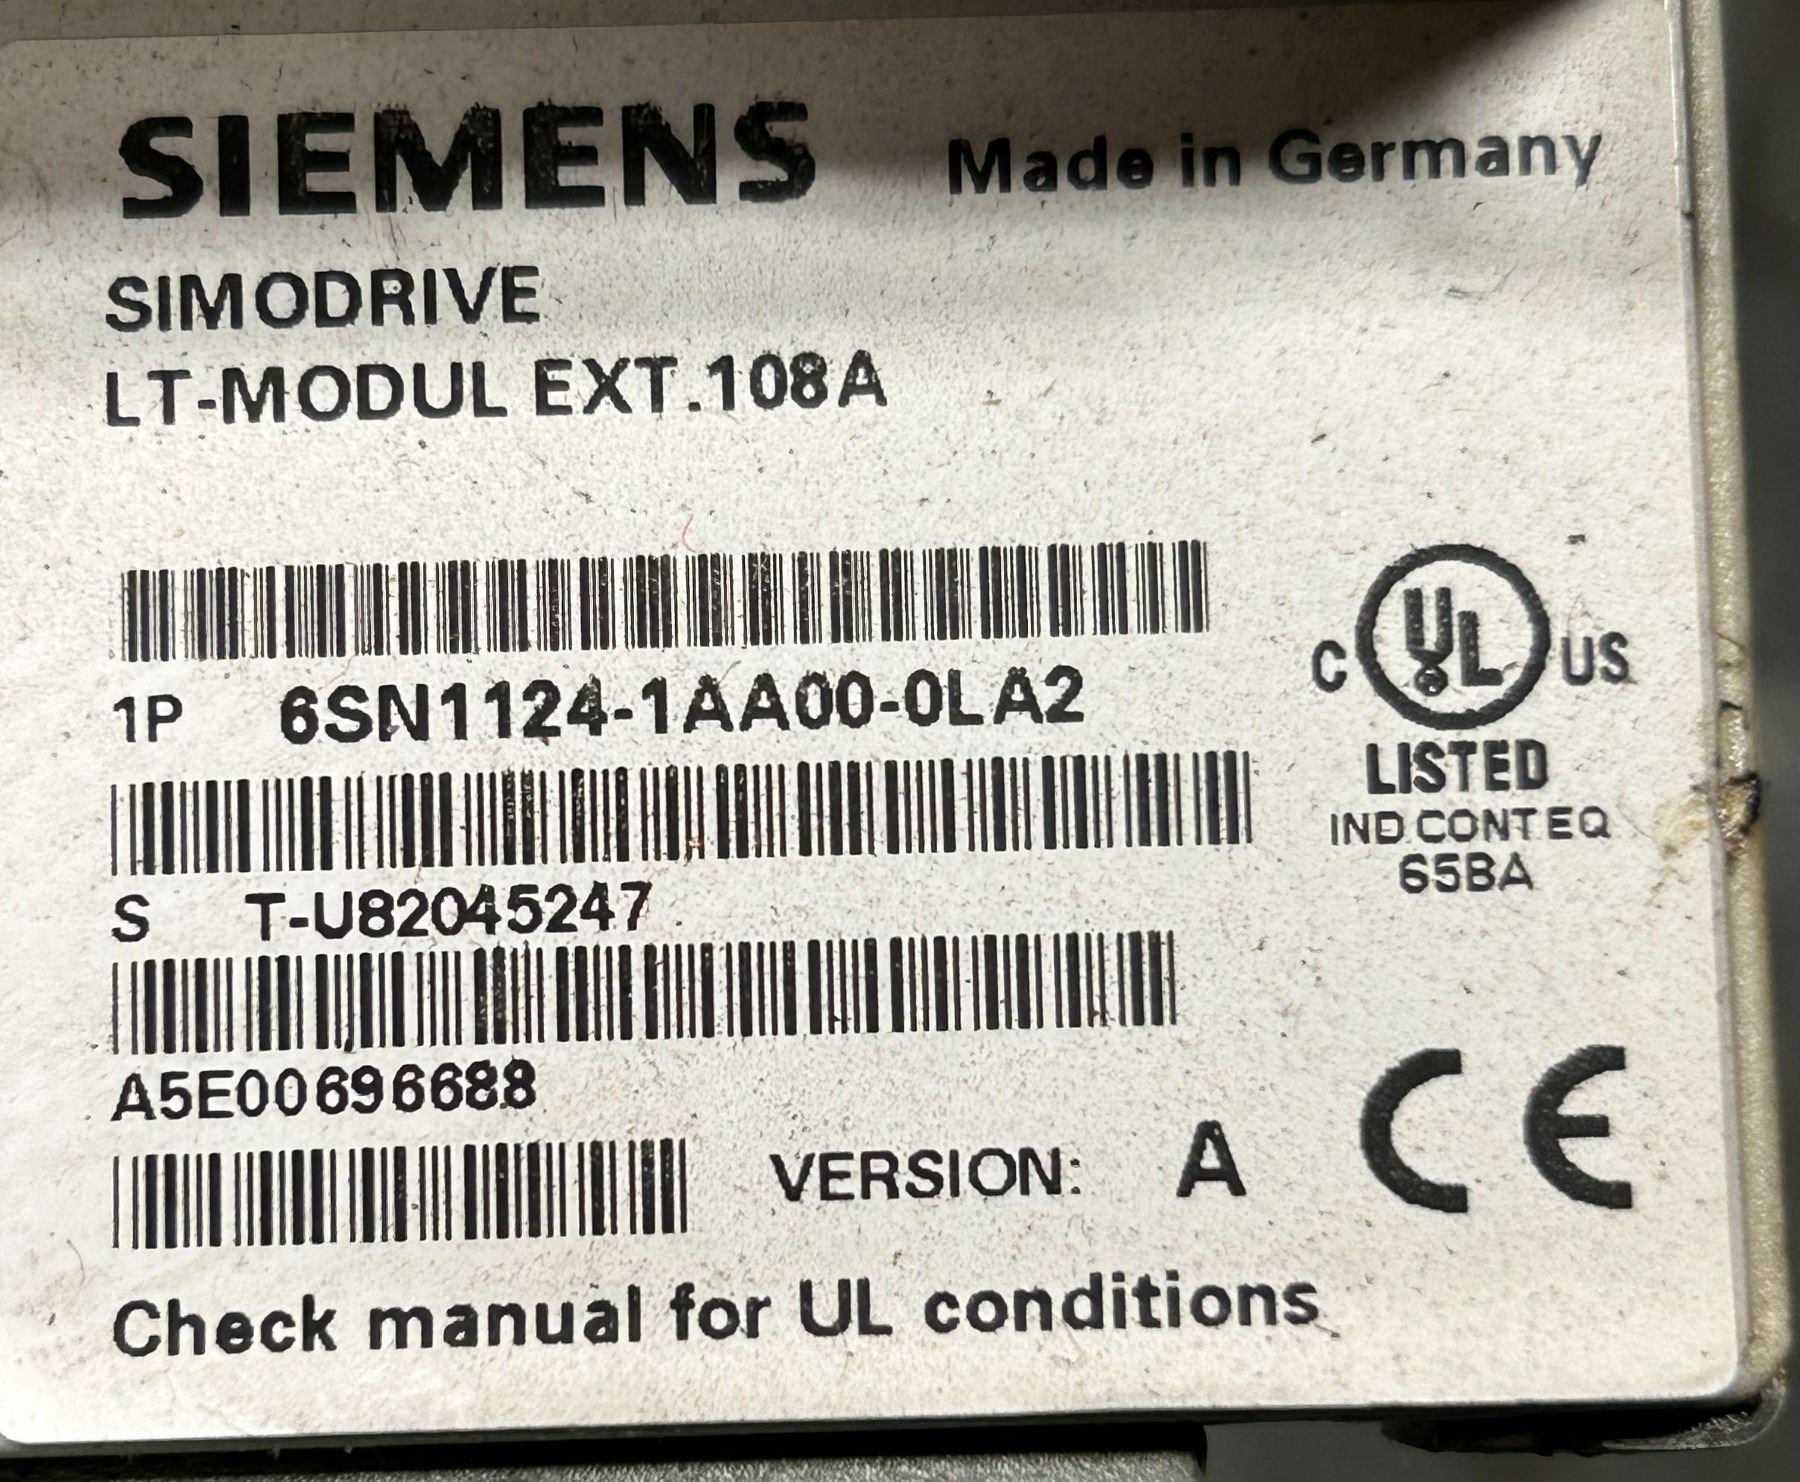 SIEMENS Made in Germany
SIMODRIVE
LT-MODUL EXT.108A
1P 6SN1124-1AA00-0LA2
C UL US
LISTED
IND CONT EQ
65BA
S T-U82045247
A5E00696688
VERSION: A
CE
Check manual for UL conditions